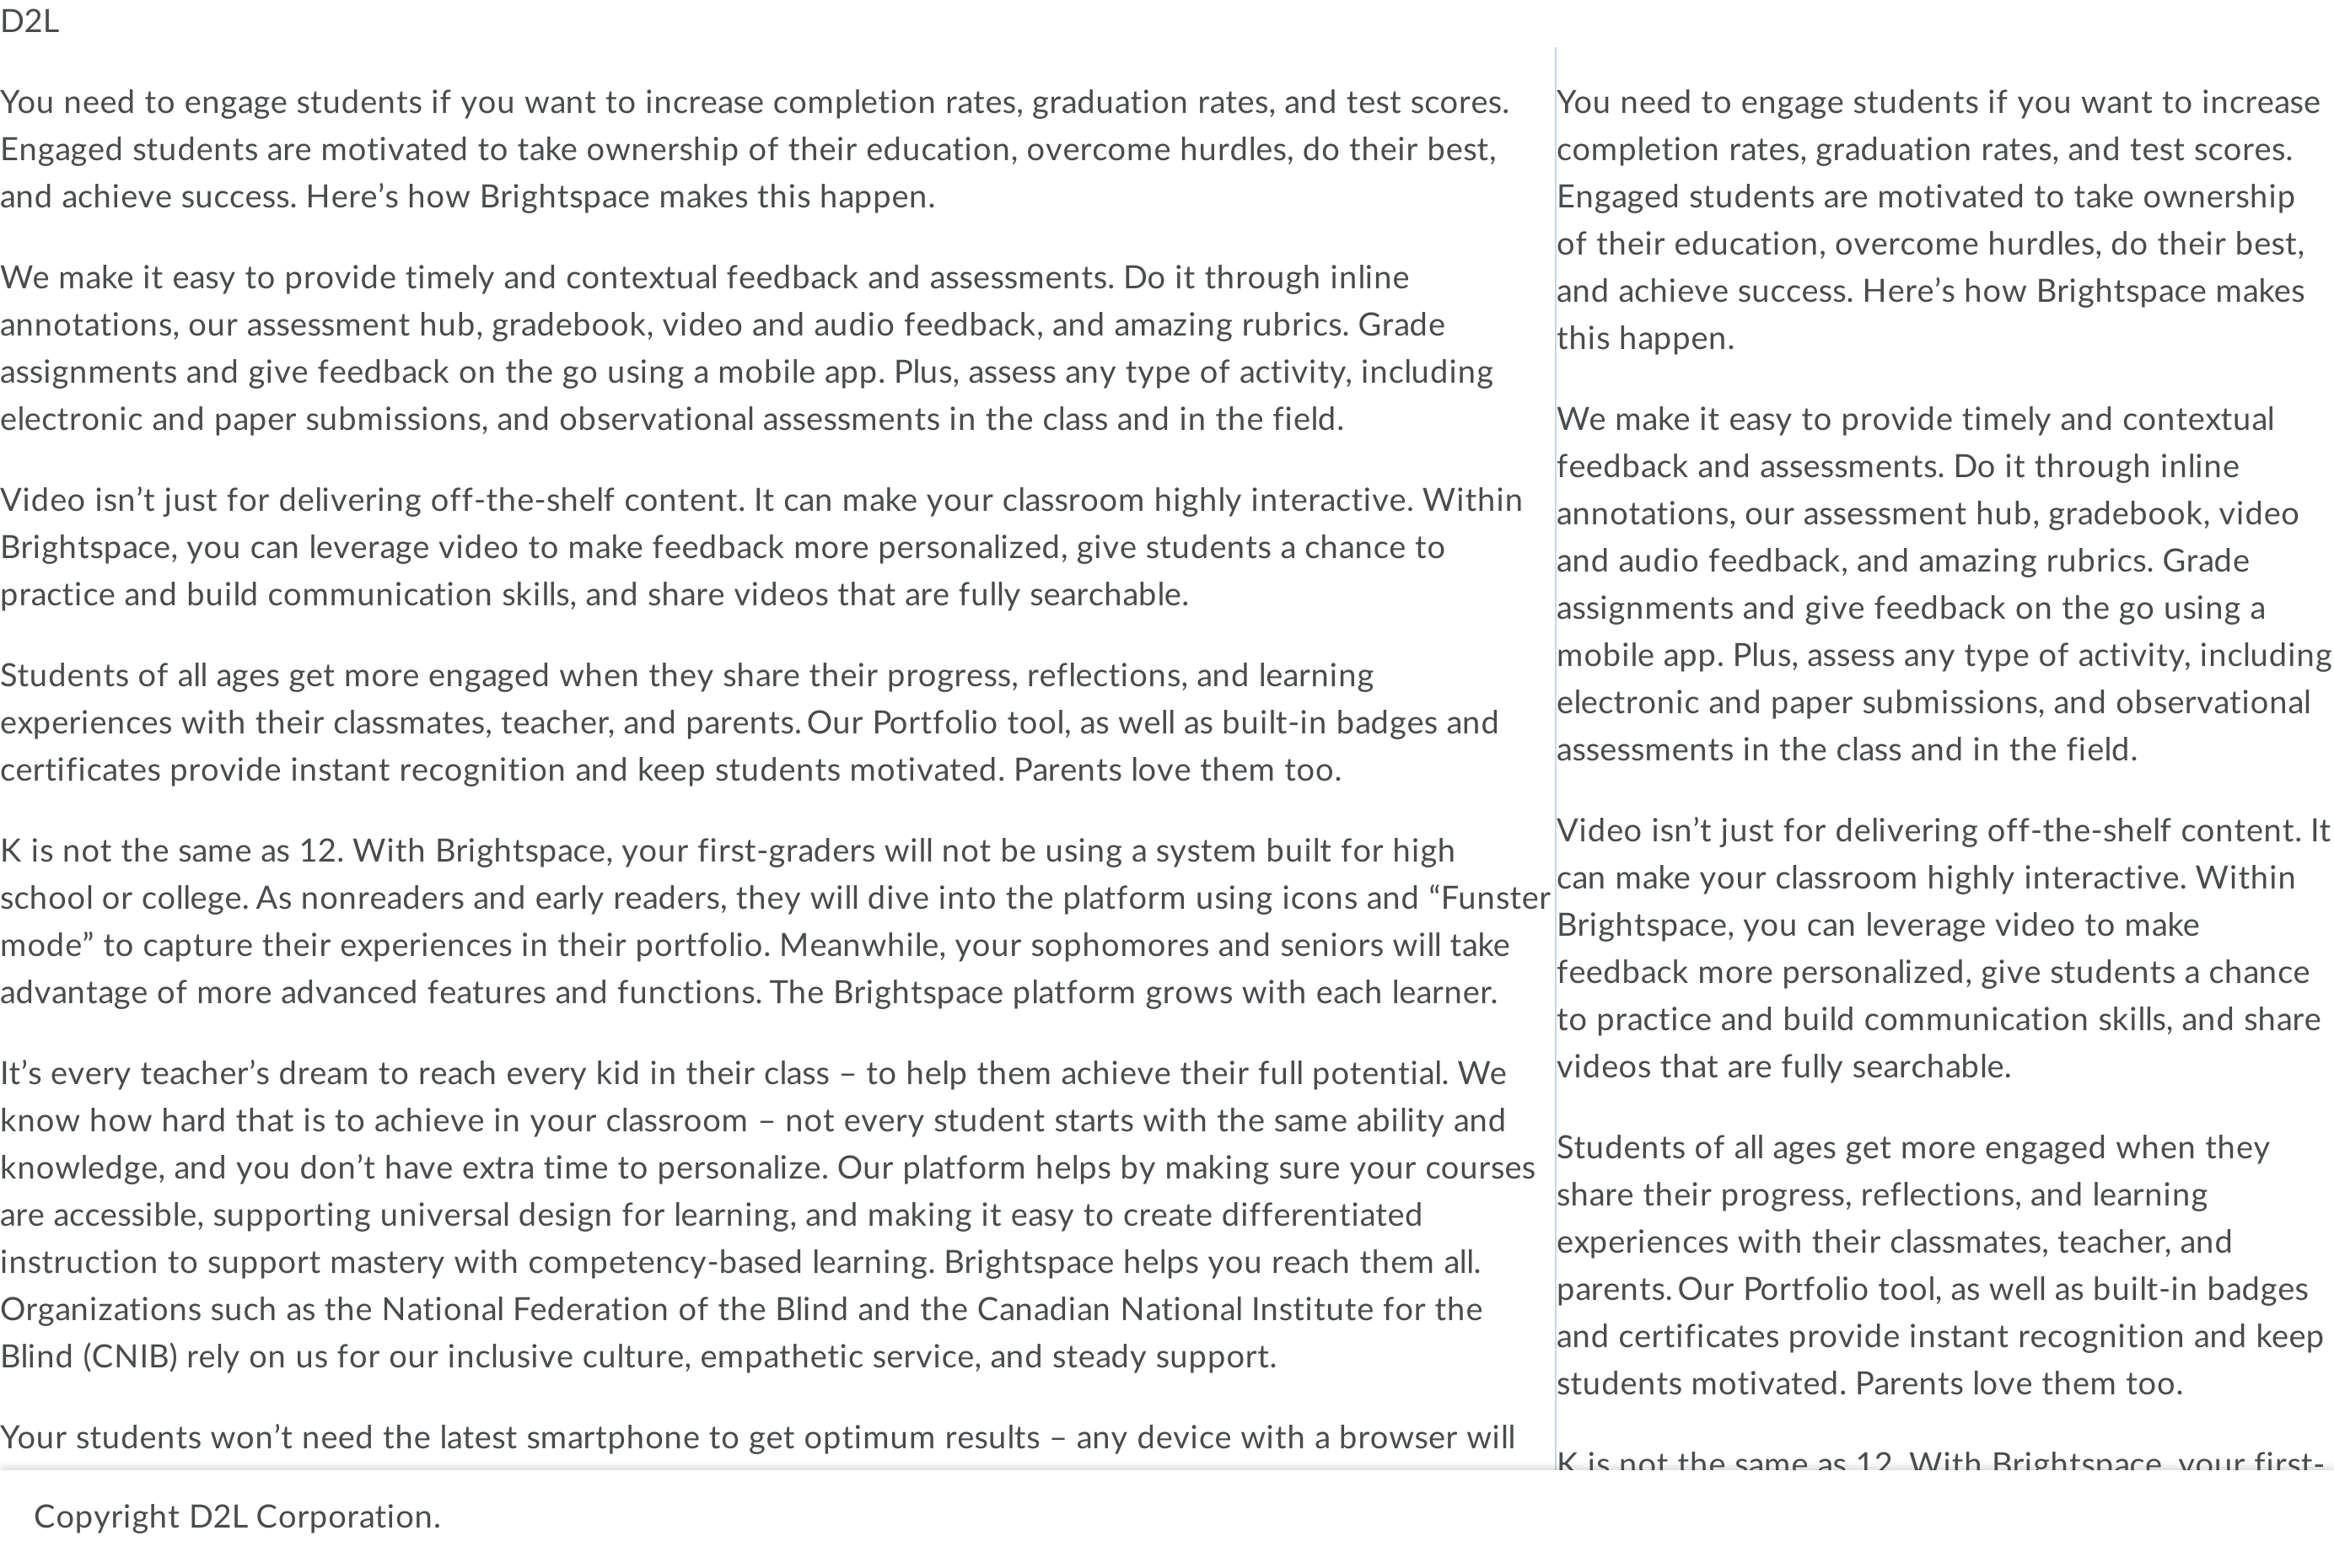 D2L
You need to engage students if you want to increase completion rates, graduation rates, and test scores.
Engaged students are motivated to take ownership of their education, overcome hurdles, do their best,
and achieve success. Here’s how Brightspace makes this happen.
We make it easy to provide timely and contextual feedback and assessments. Do it through inline
annotations, our assessment hub, gradebook, video and audio feedback, and amazing rubrics. Grade
assignments and give feedback on the go using a mobile app. Plus, assess any type of activity, including
electronic and paper submissions, and observational assessments in the class and in the field.
Video isn’t just for delivering off-the-shelf content. It can make your classroom highly interactive. Within
Brightspace, you can leverage video to make feedback more personalized, give students a chance to
practice and build communication skills, and share videos that are fully searchable.
Students of all ages get more engaged when they share their progress, reflections, and learning
experiences with their classmates, teacher, and parents. Our Portfolio tool, as well as built-in badges and
certificates provide instant recognition and keep students motivated. Parents love them too.
K is not the same as 12. With Brightspace, your first-graders will not be using a system built for high
school or college. As nonreaders and early readers, they will dive into the platform using icons and “Funster
mode” to capture their experiences in their portfolio. Meanwhile, your sophomores and seniors will take
advantage of more advanced features and functions. The Brightspace platform grows with each learner.
It’s every teacher’s dream to reach every kid in their class – to help them achieve their full potential. We
know how hard that is to achieve in your classroom – not every student starts with the same ability and
knowledge, and you don’t have extra time to personalize. Our platform helps by making sure your courses
are accessible, supporting universal design for learning, and making it easy to create differentiated
instruction to support mastery with competency-based learning. Brightspace helps you reach them all.
Organizations such as the National Federation of the Blind and the Canadian National Institute for the
Blind (CNIB) rely on us for our inclusive culture, empathetic service, and steady support.
Your students won’t need the latest smartphone to get optimum results – any device with a browser will
You need to engage students if you want to increase
completion rates, graduation rates, and test scores.
Engaged students are motivated to take ownership
of their education, overcome hurdles, do their best,
and achieve success. Here’s how Brightspace makes
this happen.
We make it easy to provide timely and contextual
feedback and assessments. Do it through inline
annotations, our assessment hub, gradebook, video
and audio feedback, and amazing rubrics. Grade
assignments and give feedback on the go using a
mobile app. Plus, assess any type of activity, including
electronic and paper submissions, and observational
assessments in the class and in the field.
Video isn’t just for delivering off-the-shelf content. It
can make your classroom highly interactive. Within
Brightspace, you can leverage video to make
feedback more personalized, give students a chance
to practice and build communication skills, and share
videos that are fully searchable.
Students of all ages get more engaged when they
share their progress, reflections, and learning
experiences with their classmates, teacher, and
parents. Our Portfolio tool, as well as built-in badges
and certificates provide instant recognition and keep
students motivated. Parents love them too.
K is not the same as 12. With Brightspace, your first-
Copyright D2L Corporation.